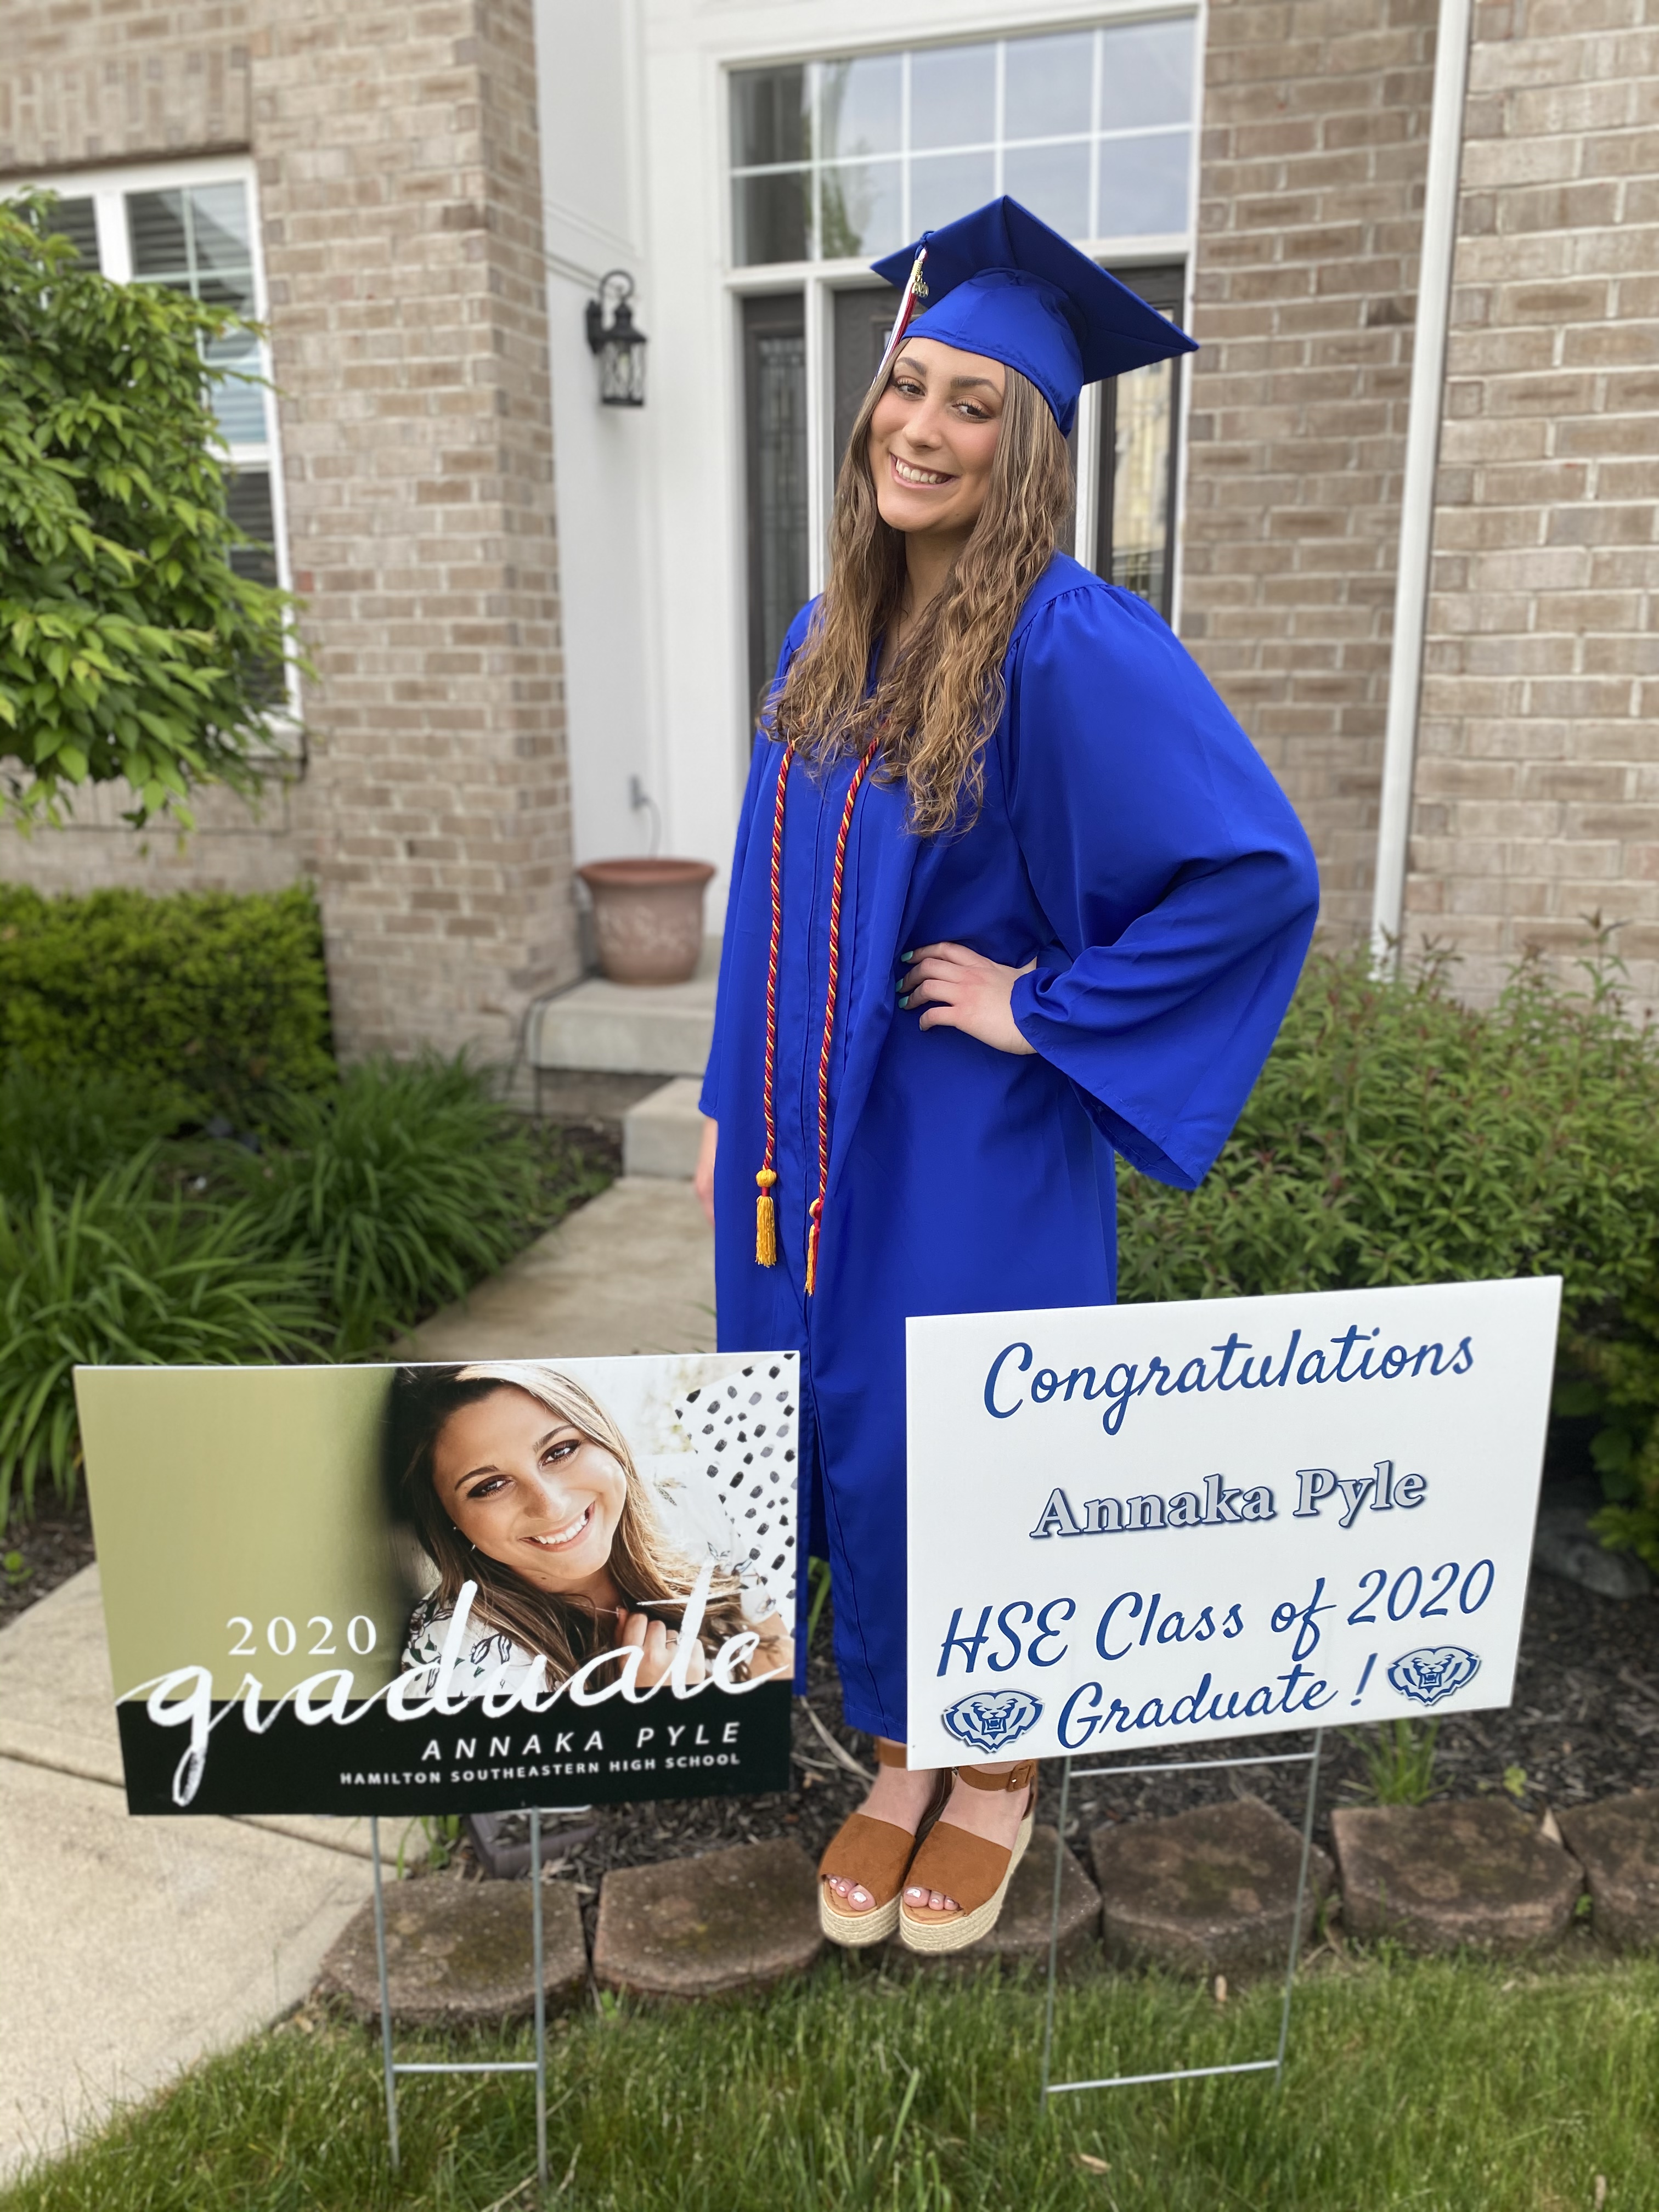 2020
graduate
ANNAKA PYLE
HAMILTON SOUTHEASTERN HIGH SCHOOL
Congratulations
Annaka Pyle
HSE Class of 2020
Graduate !